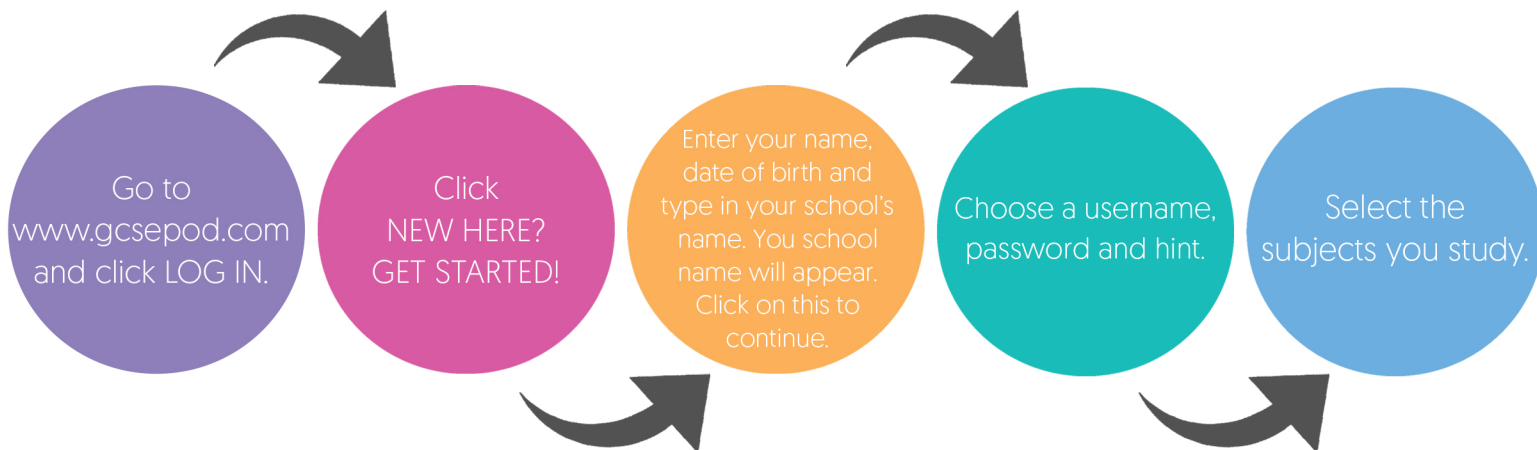 Go to
www.gcsepod.com
and click LOG IN.
Click
NEW HERE?
GET STARTED!
Enter your name,
date of birth and
type in your school's
name. You school
name will appear.
Click on this to
continue.
Choose a username,
password and hint.
Select the
subjects you study.